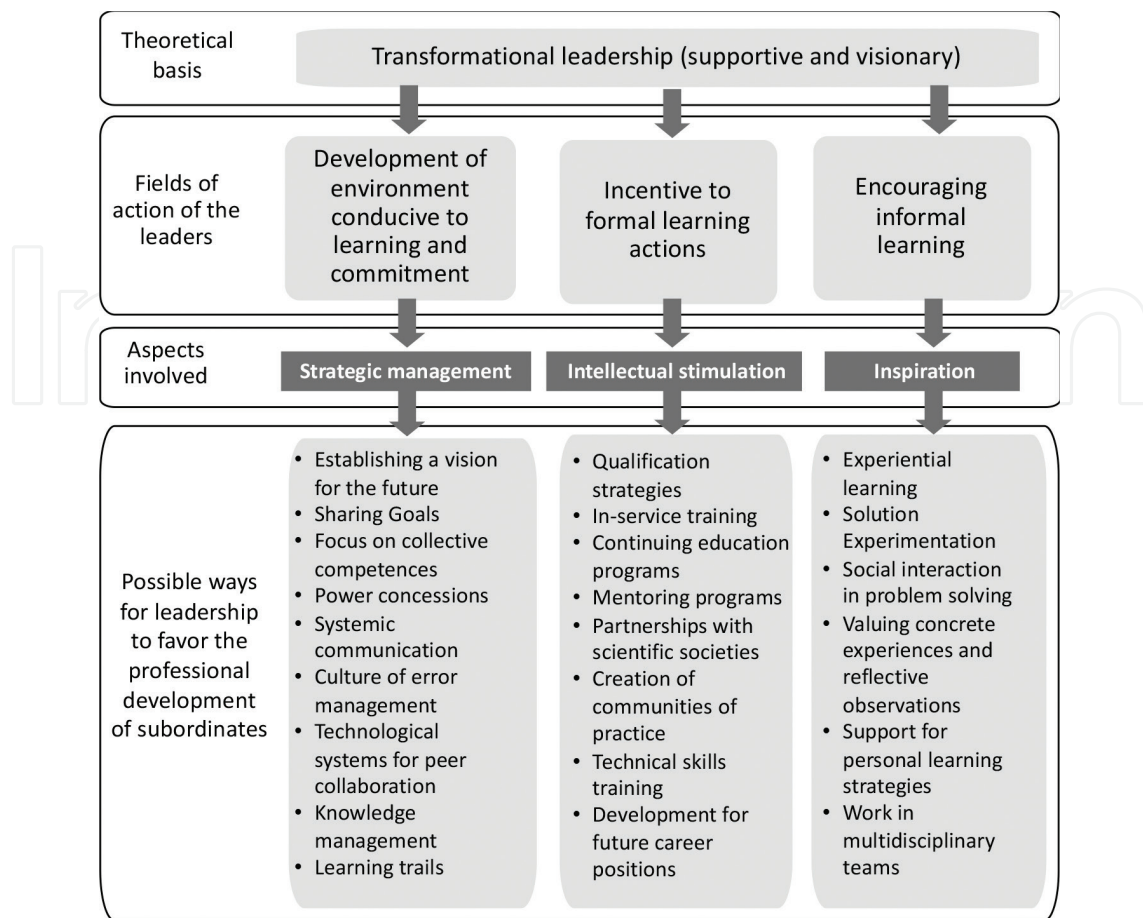 Theoretical
basis
Transformational leadership (supportive and visionary)
Fields of
action of the
leaders
Development of
environment
conducive to
learning and
commitment
Incentive to
formal learning
actions
Encouraging
informal
learning
Aspects
involved
Strategic management
Intellectual stimulation
Inspiration
Possible ways
for leadership
to favor the
professional
development
of subordinates
• Establishing a vision
for the future
• Sharing Goals
• Focus on collective
competences
• Power concessions
• Systemic
communication
• Culture of error
management
• Technological
systems for peer
collaboration
• Knowledge
management
• Learning trails
• Qualification
strategies
• In-service training
• Continuing education
programs
• Mentoring programs
• Partnerships with
scientific societies
• Creation of
communities of
practice
• Technical skills
training
• Development for
future career
positions
• Experiential
learning
• Solution
Experimentation
• Social interaction
in problem solving
• Valuing concrete
experiences and
reflective
observations
• Support for
personal learning
strategies
• Work in
multidisciplinary
teams